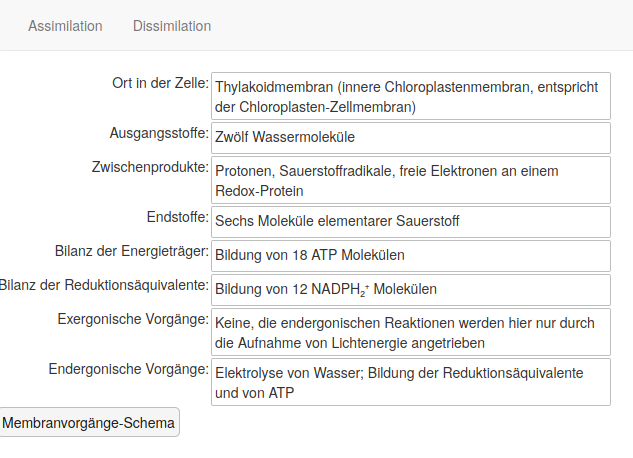 Assimilation Dissimilation
Ort in der Zelle: Thylakoidmembran (innere Chloroplastenmembran, entspricht
der Chloroplasten-Zellmembran)
Ausgangsstoffe: Zwölf Wassermoleküle
Zwischenprodukte: Protonen, Sauerstoffradikale, freie Elektronen an einem
Redox-Protein
Endstoffe: Sechs Moleküle elementarer Sauerstoff
Bilanz der Energieträger: Bildung von 18 ATP Molekülen
Bilanz der Reduktionsäquivalente: Bildung von 12 NADPH₂⁺ Molekülen
Exergonische Vorgänge: Keine, die endergonischen Reaktionen werden hier nur durch
die Aufnahme von Lichtenergie angetrieben
Endergonische Vorgänge: Elektrolyse von Wasser; Bildung der Reduktionsäquivalente
und von ATP
Membranvorgänge-Schema